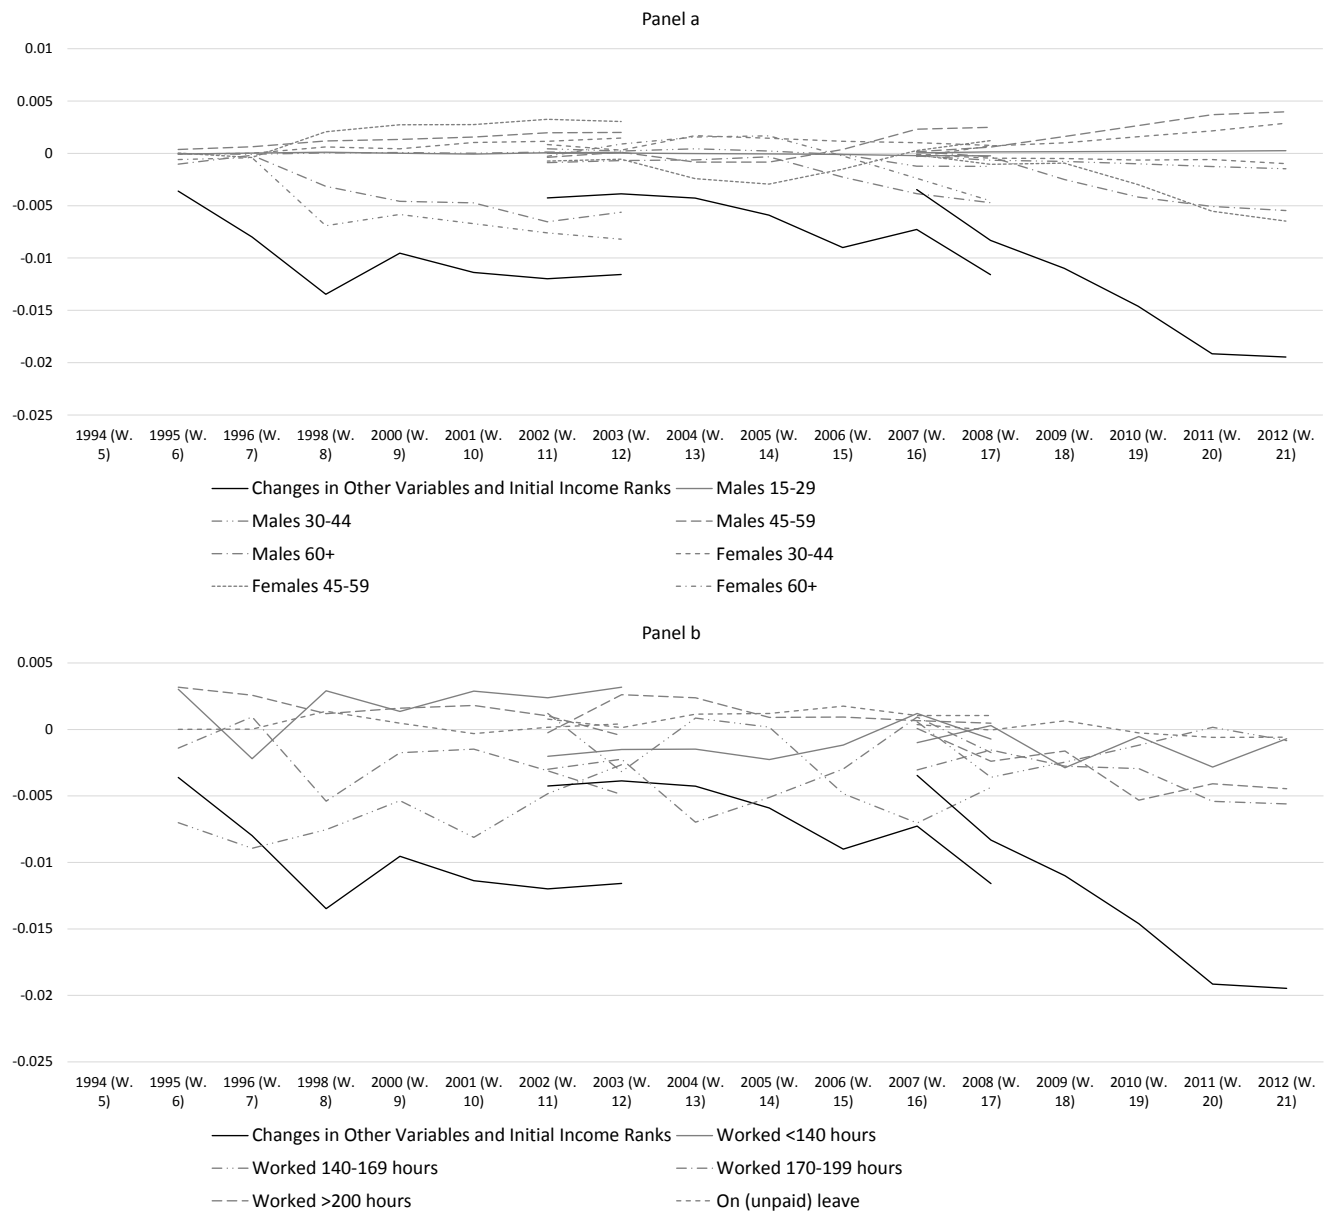 Panel a
0.01
0.005
0
-0.005
-0.01
-0.015
-0.02
-0.025
1994 (W. 1995 (W. 1996 (W. 1998 (W. 2000 (W. 2001 (W. 2002 (W. 2003 (W. 2004 (W. 2005 (W. 2006 (W. 2007 (W. 2008 (W. 2009 (W. 2010 (W. 2011 (W. 2012 (W.
5) 6) 7) 8) 9) 10) 11) 12) 13) 14) 15) 16) 17) 18) 19) 20) 21)
Changes in Other Variables and Initial Income Ranks Males 15-29
Males 30-44 Males 45-59
Males 60+ Females 30-44
Females 45-59 Females 60+
Panel b
0.005
0
-0.005
-0.01
-0.015
-0.02
-0.025
1994 (W. 1995 (W. 1996 (W. 1998 (W. 2000 (W. 2001 (W. 2002 (W. 2003 (W. 2004 (W. 2005 (W. 2006 (W. 2007 (W. 2008 (W. 2009 (W. 2010 (W. 2011 (W. 2012 (W.
5) 6) 7) 8) 9) 10) 11) 12) 13) 14) 15) 16) 17) 18) 19) 20) 21)
Changes in Other Variables and Initial Income Ranks Worked <140 hours
Worked 140-169 hours Worked 170-199 hours
Worked >200 hours On (unpaid) leave